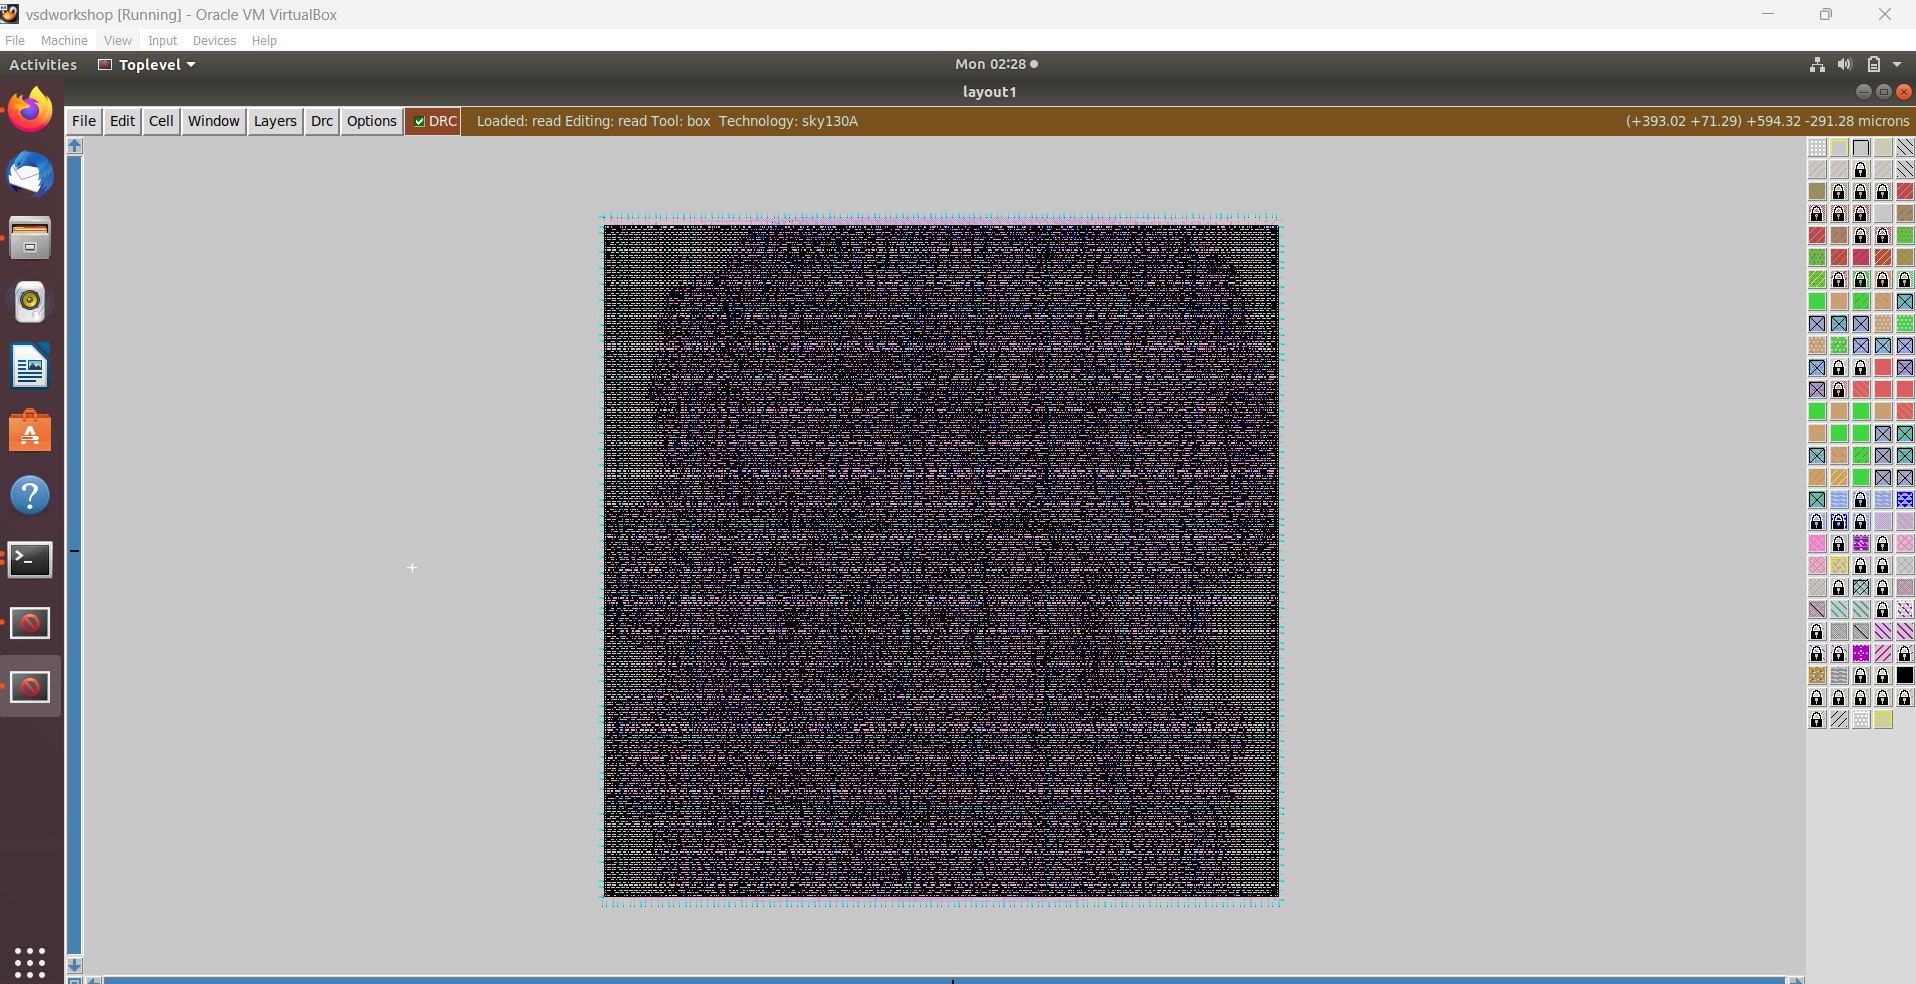 vsdworkshop [Running] - Oracle VM VirtualBox
File Machine View Input Devices Help
Activities Toplevel Mon 02:28
layout1
File Edit Cell Window Layers Drc Options DRC Loaded: read Editing: read Tool: box Technology: sky130A (+393.02 +71.29) +594.32 -291.28 microns